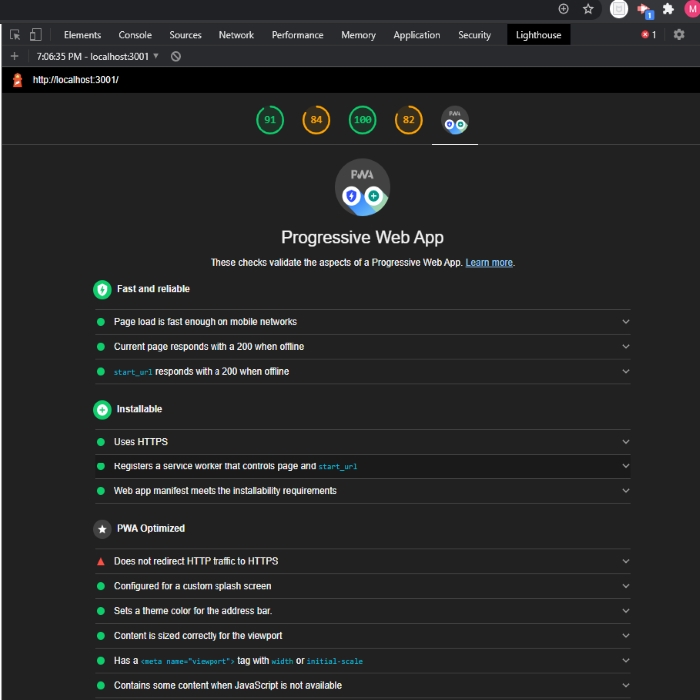 M
1
Elements Console Sources Network Performance Memory Application Security Lighthouse 1
7:06:35 PM - localhost:3001
http://localhost:3001/
91 84 100 82 PWA
PWA
Progressive Web App
These checks validate the aspects of a Progressive Web App. Learn more.
Fast and reliable
Page load is fast enough on mobile networks
Current page responds with a 200 when offline
start_url responds with a 200 when offline
Installable
Uses HTTPS
Registers a service worker that controls page and start_url
Web app manifest meets the installability requirements
PWA Optimized
Does not redirect HTTP traffic to HTTPS
Configured for a custom splash screen
Sets a theme color for the address bar.
Content is sized correctly for the viewport
Has a <meta name="viewport"> tag with width or initial-scale
Contains some content when JavaScript is not available